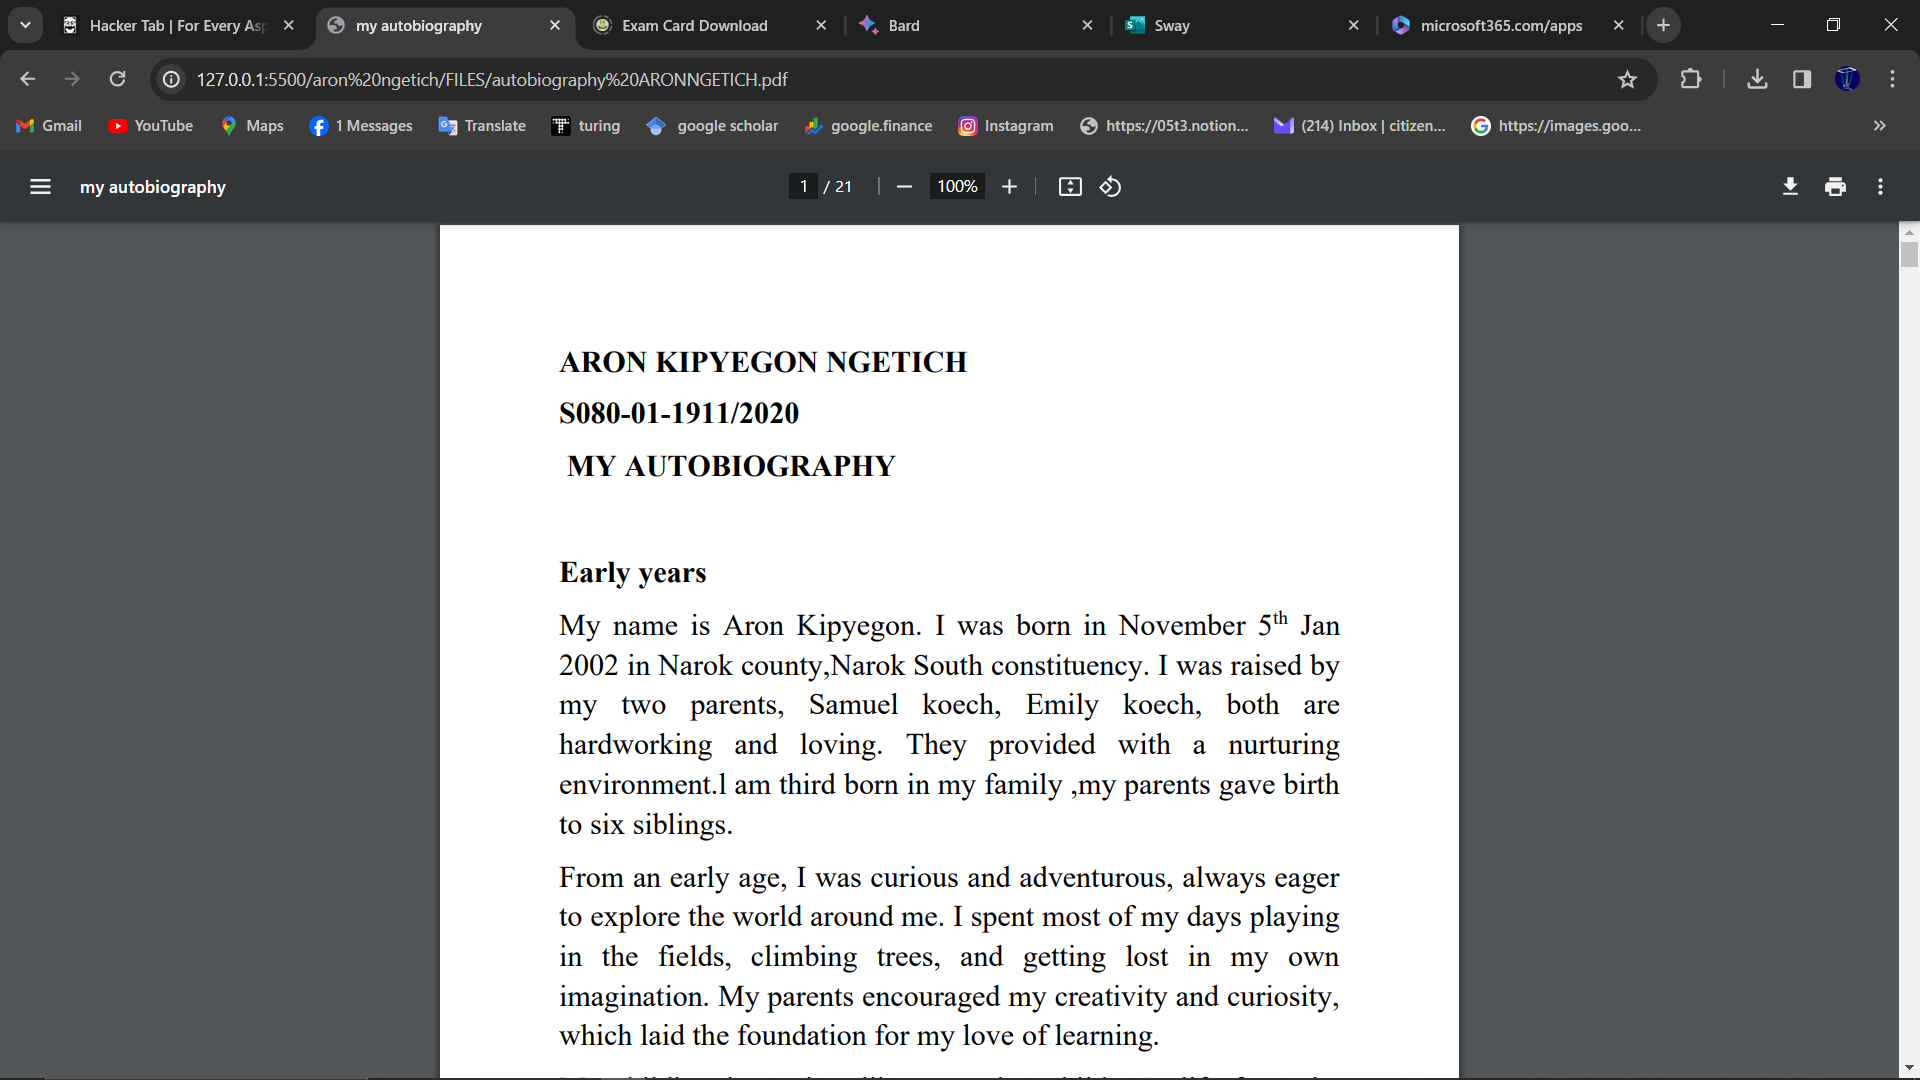 Hacker Tab | For Every Asp
my autobiography
Exam Card Download
Bard
Sway
microsoft365.com/apps
127.0.0.1:5500/aron%20ngetich/FILES/autobiography%20ARONNGETICH.pdf
Gmail
YouTube
Maps
1 Messages
Translate
turing
google scholar
google.finance
Instagram
https://05t3.notion...
(214) Inbox | citizen...
https://images.goo...
my autobiography
1 / 21
100%
ARON KIPYEGON NGETICH
S080-01-1911/2020
MY AUTOBIOGRAPHY
Early years
My name is Aron Kipyegon. I was born in November 5th Jan
2002 in Narok county,Narok South constituency. I was raised by
my two parents, Samuel koech, Emily koech, both are
hardworking and loving. They provided with a nurturing
environment.l am third born in my family ,my parents gave birth
to six siblings.
From an early age, I was curious and adventurous, always eager
to explore the world around me. I spent most of my days playing
in the fields, climbing trees, and getting lost in my own
imagination. My parents encouraged my creativity and curiosity,
which laid the foundation for my love of learning.